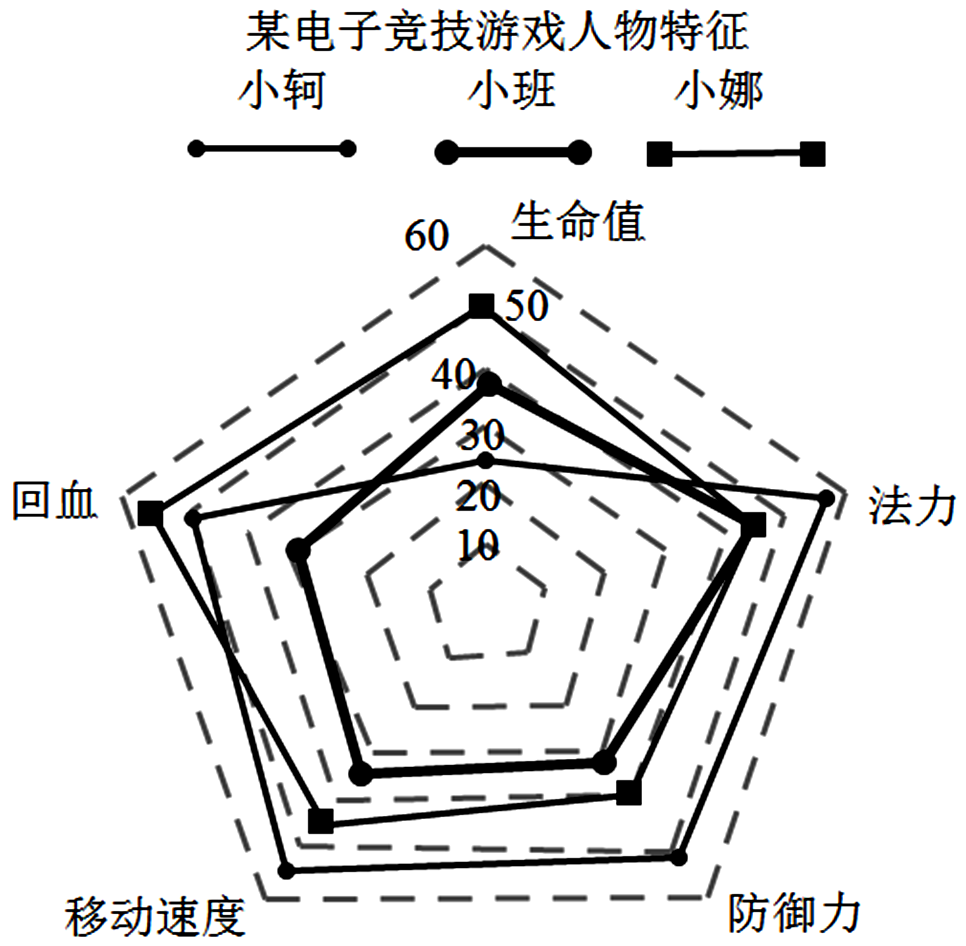 某电子竞技游戏人物特征
小轲 小班 小娜
生命值
60
50
40
30
20
10
回血
法力
移动速度
防御力